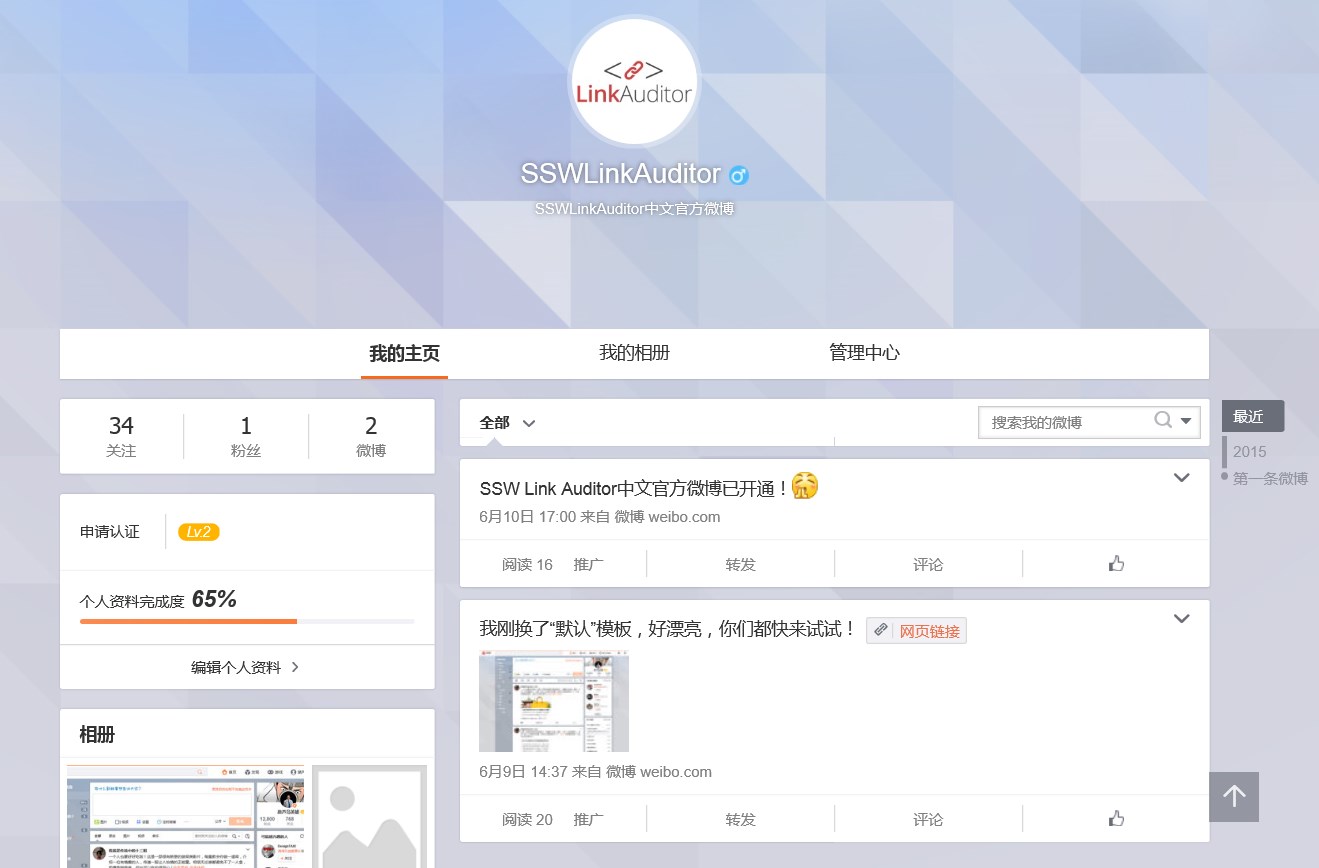 LinkAuditor
SSWLinkAuditor
SSWLinkAuditor中文官方微博
我的主页
我的相册
管理中心
34
关注
1
粉丝
2
微博
申请认证
Lv.2
个人资料完成度 65%
编辑个人资料
相册
全部
搜索我的微博
SSW Link Auditor中文官方微博已开通！
6月10日 17:00 来自 微博 weibo.com
阅读 16 推广
转发
评论
我刚换了“默认”模板，好漂亮，你们都快来试试！ 网页链接
6月9日 14:37 来自 微博 weibo.com
阅读 20 推广
转发
评论
最近
2015
第一条微博